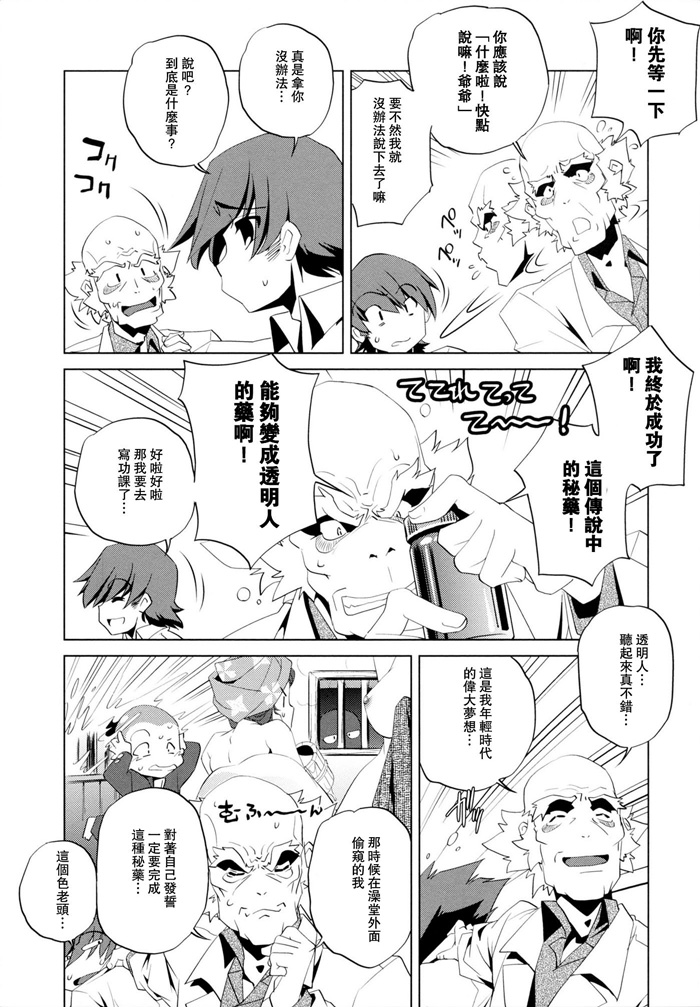 你先等一下
啊！
你應該說
「什麼啦！快點
說嘛！爺爺」
要不然我就
沒辦法說下去了嘛
プップップ
真是拿你
沒辦法…
說吧？
到底是什麼事？
コクコク
我終於成功了
啊！
這個傳說中
的秘藥！
てててれてって
てーーー！
能夠變成透明人
的藥啊！
好啦好啦
那我要去
寫功課了…
透明人…
聽起來真不錯…
這是我年輕時代
的偉大夢想…
那時候在澡堂外面
偷窺的我
むふ〜〜ん
對著自己發誓
一定要完成
這種秘藥…
這個色老頭…